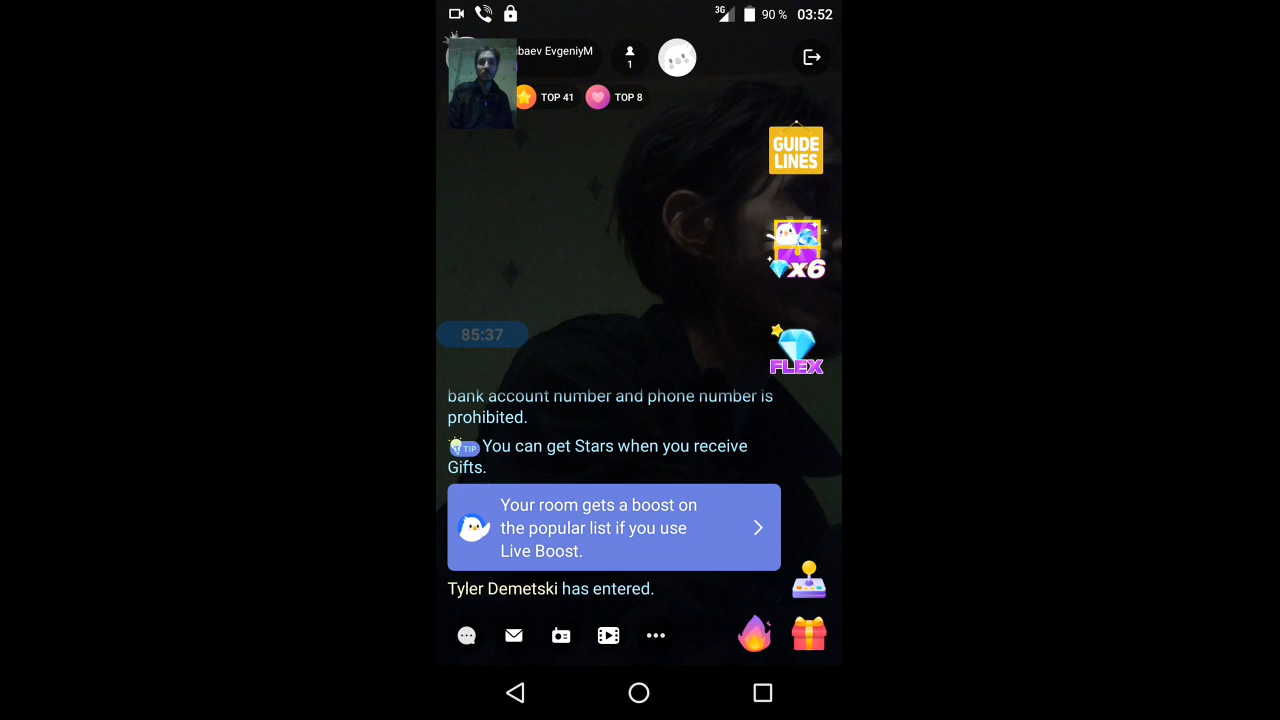 3G
90 %
03:52
ubaev EvgeniyM
1
TOP 41
TOP 8
GUIDE
LINES
x6
FLEX
85:37
bank account number and phone number is
prohibited.
TIP You can get Stars when you receive
Gifts.
Your room gets a boost on
the popular list if you use
Live Boost.
Tyler Demetski has entered.